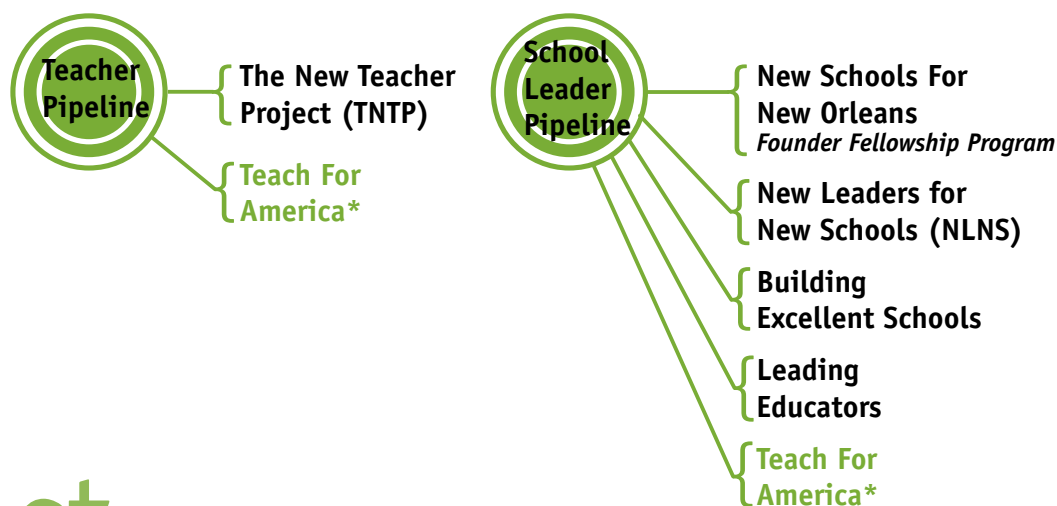 Teacher
Pipeline
The New Teacher
Project (TNTP)
Teach For
America*
School
Leader
Pipeline
New Schools For
New Orleans
Founder Fellowship Program
New Leaders for
New Schools (NLNS)
Building
Excellent Schools
Leading
Educators
Teach For
America*